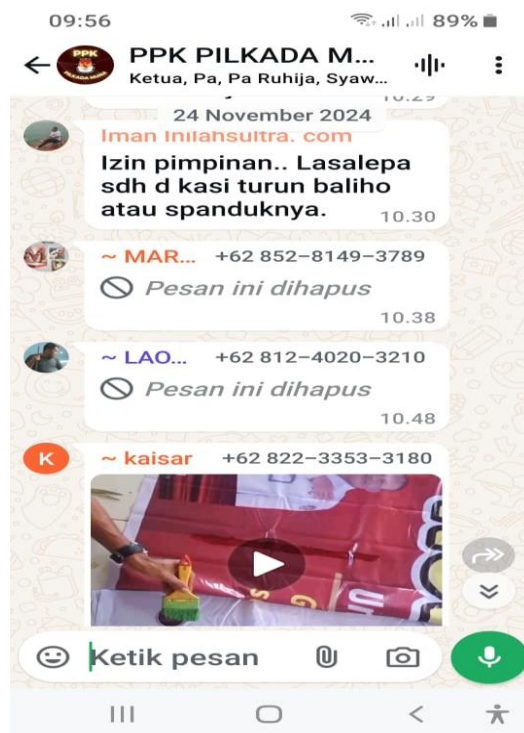 09:56 89%
PPK PILKADA M...
Ketua, Pa, Pa Ruhija, Syaw...
24 November 2024
Iman Inilahsultra. com
Izin pimpinan.. Lasalepa
sdh d kasi turun baliho
atau spanduknya. 10.30
~ MAR... +62 852-8149-3789
Pesan ini dihapus
10.38
~ LAO... +62 812-4020-3210
Pesan ini dihapus
10.48
K ~ kaisar +62 822-3353-3180
Ketik pesan